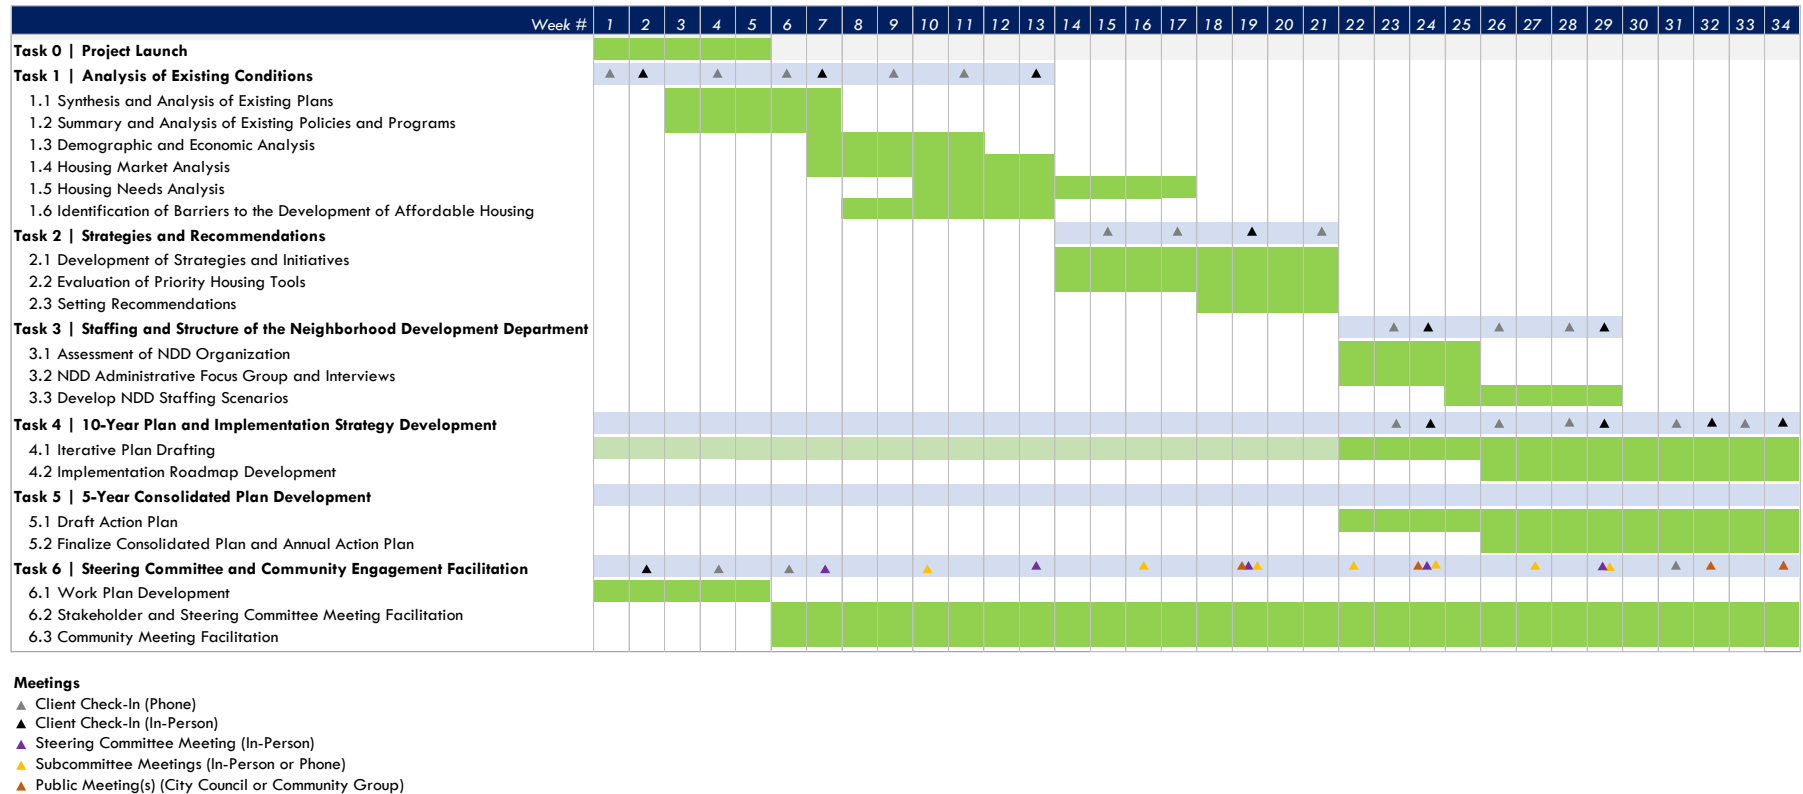 Week # 1 2 3 4 5 6 7 8 9 10 11 12 13 14 15 16 17 18 19 20 21 22 23 24 25 26 27 28 29 30 31 32 33 34
Task 0 | Project Launch
Task 1 | Analysis of Existing Conditions
1.1 Synthesis and Analysis of Existing Plans
1.2 Summary and Analysis of Existing Policies and Programs
1.3 Demographic and Economic Analysis
1.4 Housing Market Analysis
1.5 Housing Needs Analysis
1.6 Identification of Barriers to the Development of Affordable Housing
Task 2 | Strategies and Recommendations
2.1 Development of Strategies and Initiatives
2.2 Evaluation of Priority Housing Tools
2.3 Setting Recommendations
Task 3 | Staffing and Structure of the Neighborhood Development Department
3.1 Assessment of NDD Organization
3.2 NDD Administrative Focus Group and Interviews
3.3 Develop NDD Staffing Scenarios
Task 4 | 10-Year Plan and Implementation Strategy Development
4.1 Iterative Plan Drafting
4.2 Implementation Roadmap Development
Task 5 | 5-Year Consolidated Plan Development
5.1 Draft Action Plan
5.2 Finalize Consolidated Plan and Annual Action Plan
Task 6 | Steering Committee and Community Engagement Facilitation
6.1 Work Plan Development
6.2 Stakeholder and Steering Committee Meeting Facilitation
6.3 Community Meeting Facilitation
Meetings
Client Check-In (Phone)
Client Check-In (In-Person)
Steering Committee Meeting (In-Person)
Subcommittee Meetings (In-Person or Phone)
Public Meeting(s) (City Council or Community Group)